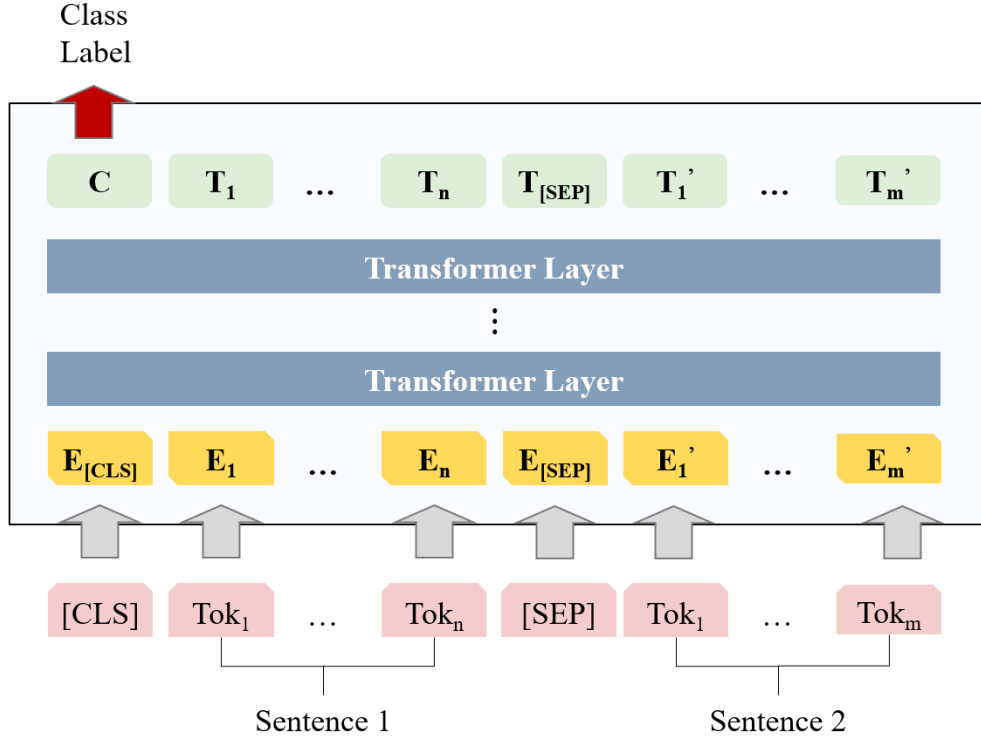 Class
Label
C T₁ ... Tₙ T[SEP] T₁’ ... Tₘ’
Transformer Layer
⋮
Transformer Layer
E[CLS] E₁ ... Eₙ E[SEP] E₁’ ... Eₘ’
[CLS] Tok₁ ... Tokₙ [SEP] Tok₁ ... Tokₘ
Sentence 1 Sentence 2